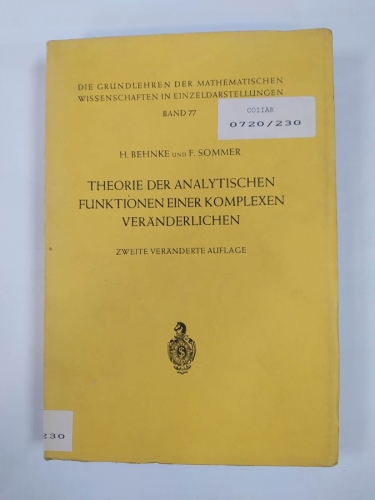 DIE GRUNDLEHREN DER MATHEMATISCHEN
WISSENSCHAFTEN IN EINZELDARSTELLUNGEN
BAND 77
COIIAR
0720/230
H. BEHNKE UND F. SOMMER
THEORIE DER ANALYTISCHEN
FUNKTIONEN EINER KOMPLEXEN
VERÄNDERLICHEN
ZWEITE VERÄNDERTE AUFLAGE
230